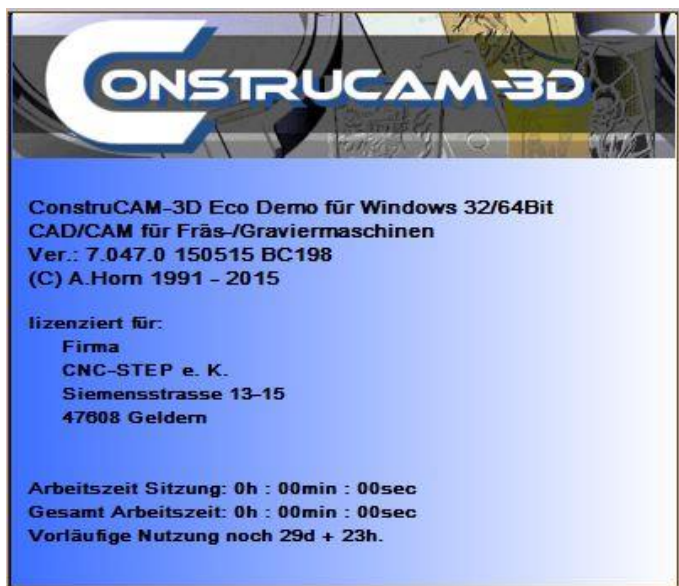 CONSTRUCAM-3D
ConstruCAM-3D Eco Demo für Windows 32/64Bit
CAD/CAM für Fräs-/Graviermaschinen
Ver.: 7.047.0 150515 BC198
(C) A.Horn 1991 - 2015
lizenziert für:
Firma
CNC-STEP e. K.
Siemensstrasse 13-15
47608 Geldern
Arbeitszeit Sitzung: 0h : 00min : 00sec
Gesamt Arbeitszeit: 0h : 00min : 00sec
Vorläufige Nutzung noch 29d + 23h.